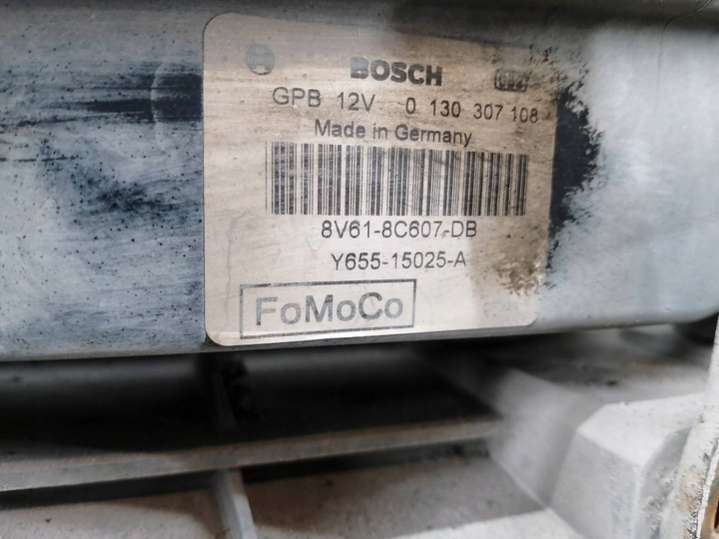 BOSCH
GPB 12V 0 130 307 108
Made in Germany
8V61-8C607-DB
Y655-15025-A
FoMoCo